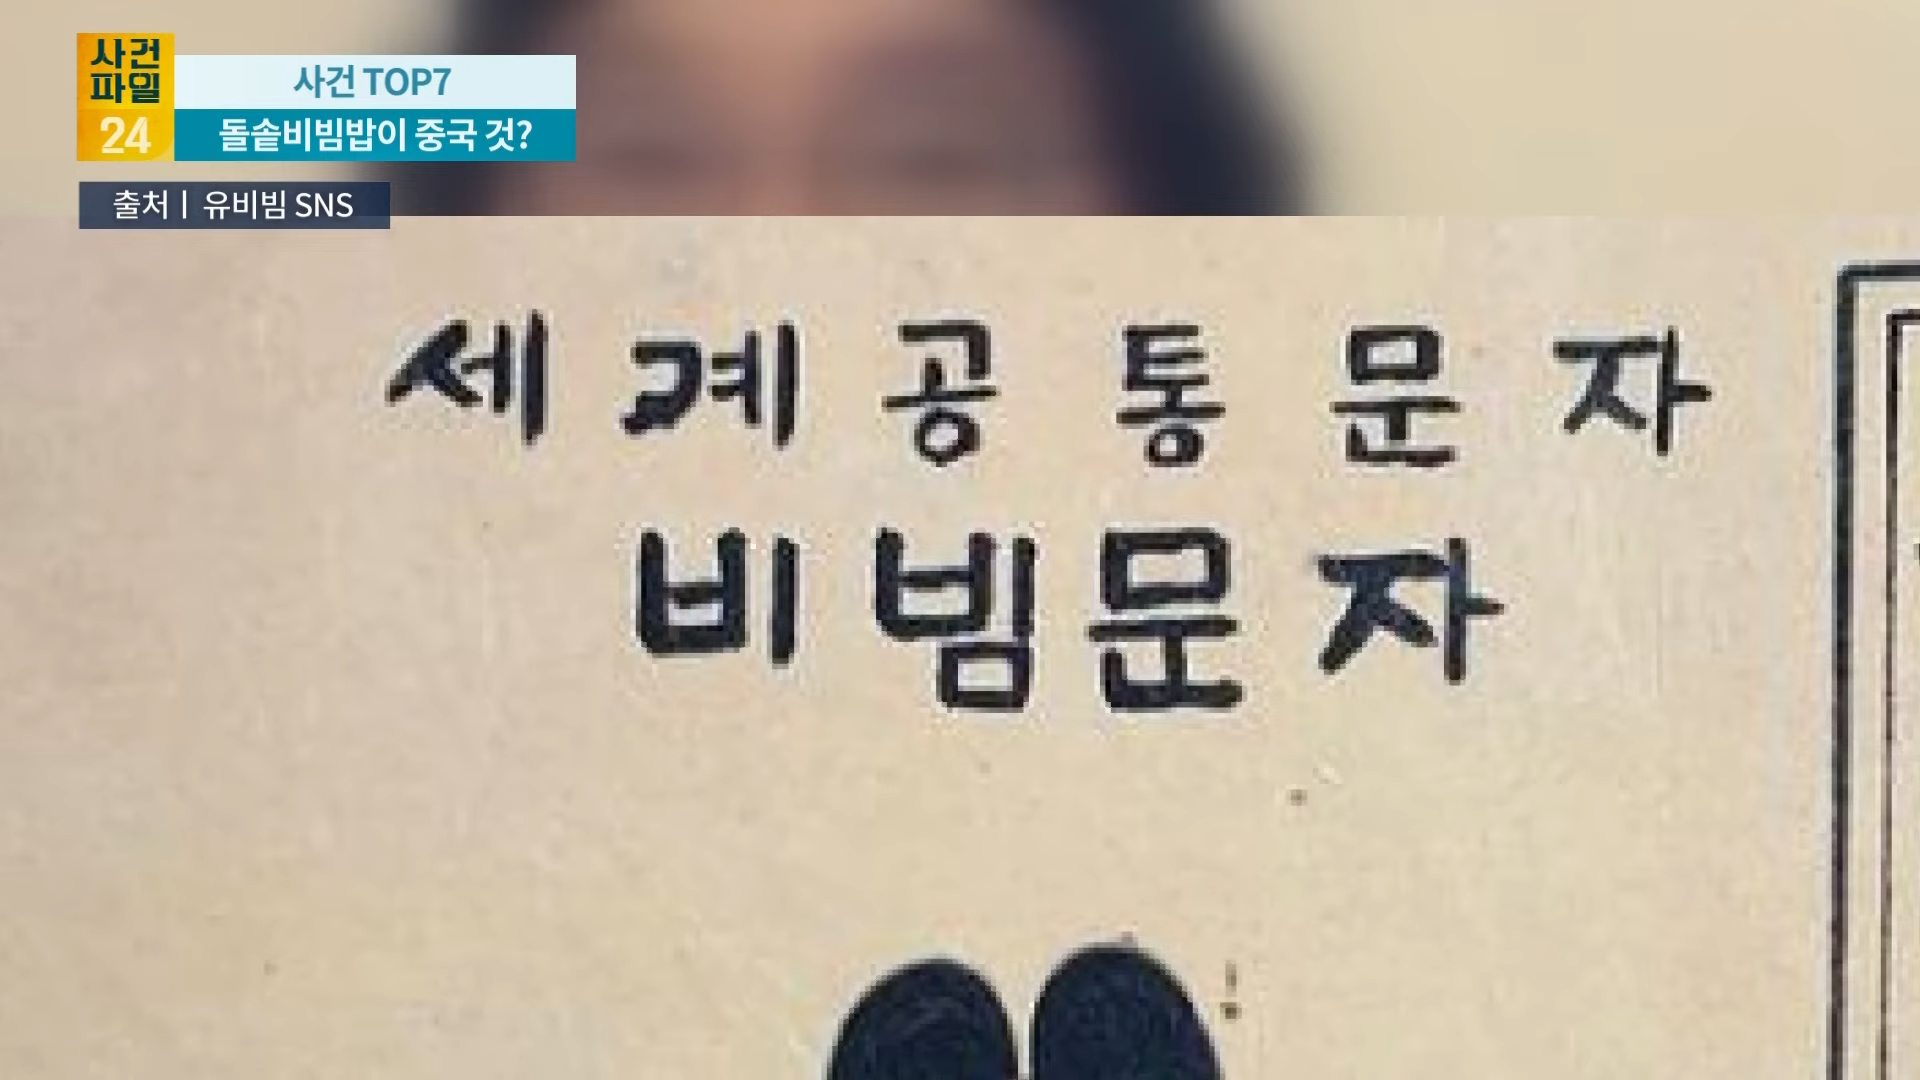 사건
파일
24
사건 TOP7
돌솥비빔밥이 중국 것?
출처ㅣ 유비빔 SNS
세계공통문자
비빔문자